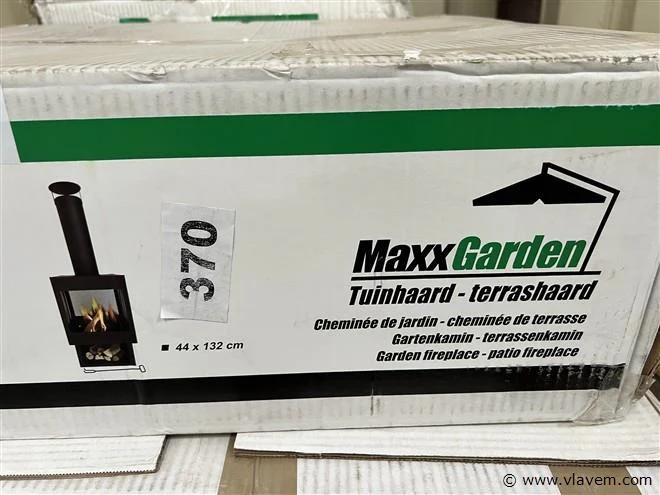 370
44 x 132 cm
MaxxGarden
Tuinhaard - terrashaard
Cheminée de jardin - cheminée de terrasse
Gartenkamin - terrassenkamin
Garden fireplace - patio fireplace
www.vlavem.com